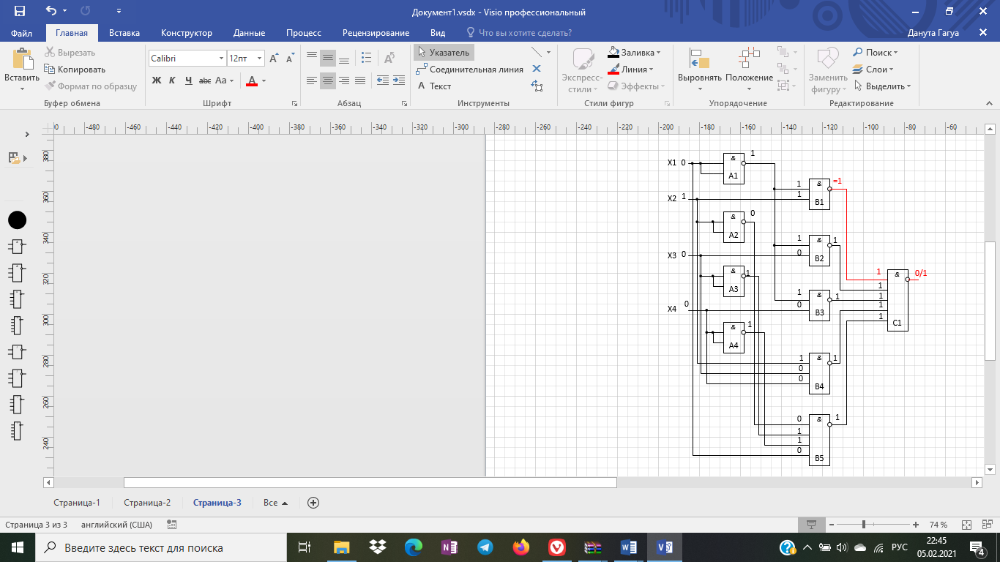 Документ1.vsdx - Visio профессиональный
Файл Главная Вставка Конструктор Данные Процесс Рецензирование Вид Что вы хотите сделать? Данута Гагуа
Вставить
Вырезать
Копировать
Формат по образцу
Буфер обмена
Calibri 12пт
Ж К Ч abc Aa A
Шрифт
Абзац
Указатель
Соединительная линия
A Текст
Инструменты
Экспресс-
стили
Заливка
Линия
Эффекты
Стили фигур
Выровнять
Положение
Упорядочение
Заменить
фигуру
Поиск
Слои
Выделить
Редактирование
-480 -460 -440 -420 -400 -380 -360 -340 -320 -300 -280 -260 -240 -220 -200 -180 -160 -140 -120 -100 -80 -60
380
360
340
320
300
280
260
240
X1 0
& 1
A1
X2 1
& 0
A2
X3 0
& 1
A3
X4 0
& 1
A4
1 & =1
1 B1
1 & 1
0 B2
1 & 1
0 B3
1 & 1
0
0 B4
0 & 1
1
1
0 B5
1 & 0/1
1
1
1
1 C1
Страница-1 Страница-2 Страница-3 Все
Страница 3 из 3 английский (США) 74 %
Введите здесь текст для поиска
РУС
22:45
05.02.2021
4